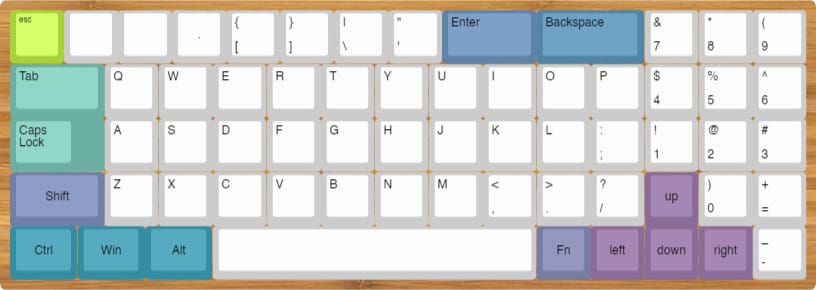 esc . { [ } ] | \ " ' Enter Backspace & 7 * 8 ( 9
Tab Q W E R T Y U I O P $ 4 % 5 ^ 6
Caps Lock A S D F G H J K L : ; ! 1 @ 2 # 3
Shift Z X C V B N M < , > . ? / up ) 0 + =
Ctrl Win Alt Fn left down right _ -